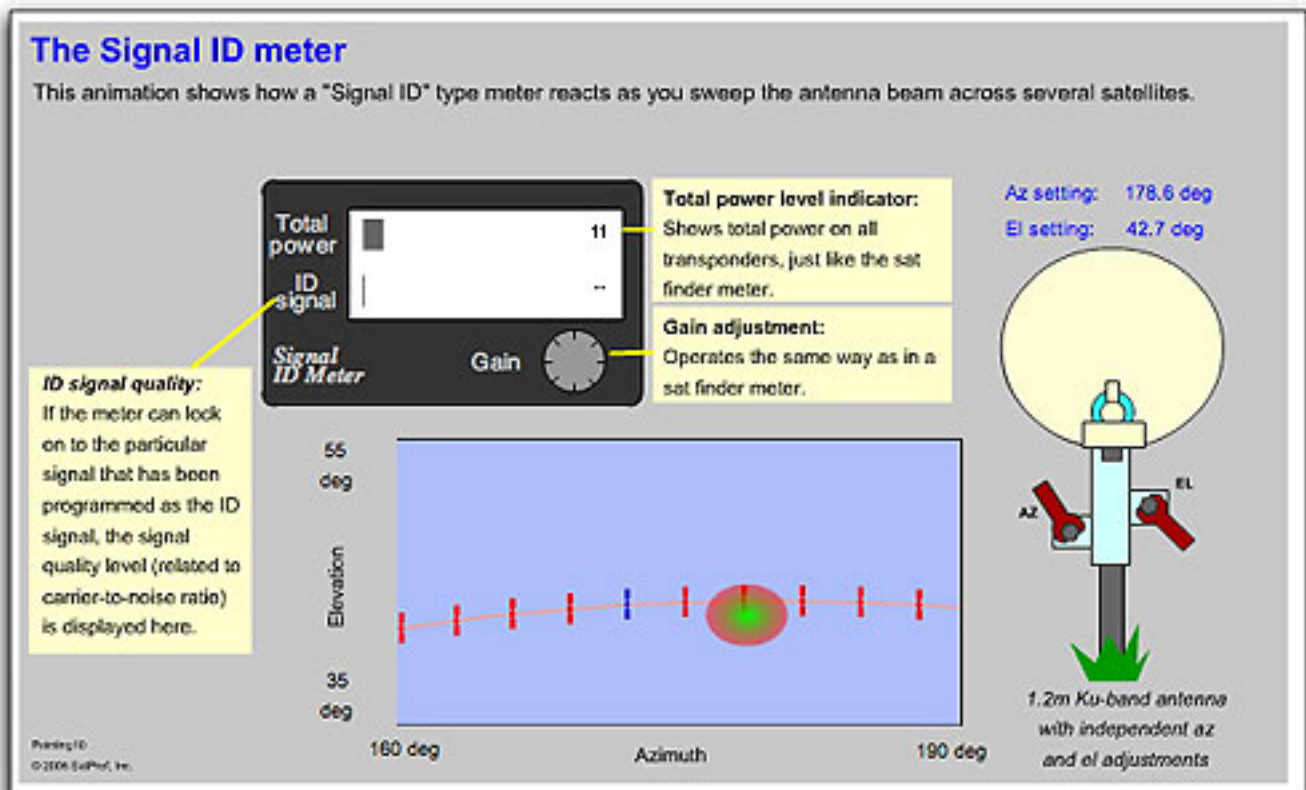 The Signal ID meter
This animation shows how a "Signal ID" type meter reacts as you sweep the antenna beam across several satellites.
Total
power
11
ID
signal
--
Signal
ID Meter
Gain
Total power level indicator:
Shows total power on all
transponders, just like the sat
finder meter.
Gain adjustment:
Operates the same way as in a
sat finder meter.
Az setting: 178.6 deg
El setting: 42.7 deg
ID signal quality:
If the meter can lock
on to the particular
signal that has been
programmed as the ID
signal, the signal
quality level (related to
carrier-to-noise ratio)
is displayed here.
55
deg
Elevation
35
deg
160 deg
Azimuth
190 deg
AZ
EL
1.2m Ku-band antenna
with independent az
and el adjustments
Pointing10
© 2006 SatProf, Inc.